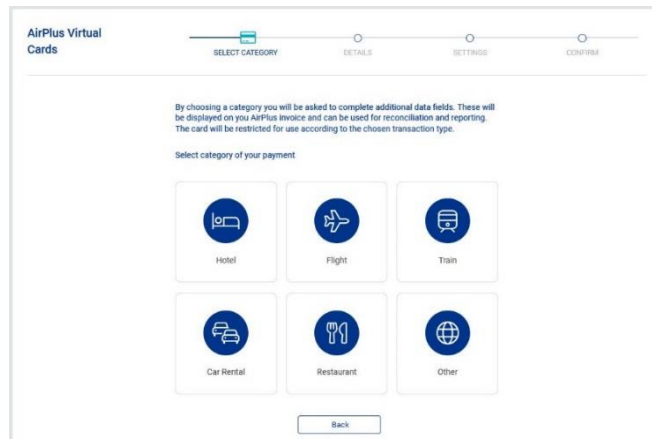 AirPlus Virtual
Cards
SELECT CATEGORY
DETAILS
SETTINGS
CONFIRM
By choosing a category you will be asked to complete additional data fields. These will
be displayed on you AirPlus invoice and can be used for reconciliation and reporting.
The card will be restricted for use according to the chosen transaction type.
Select category of your payment
Hotel
Flight
Train
Car Rental
Restaurant
Other
Back